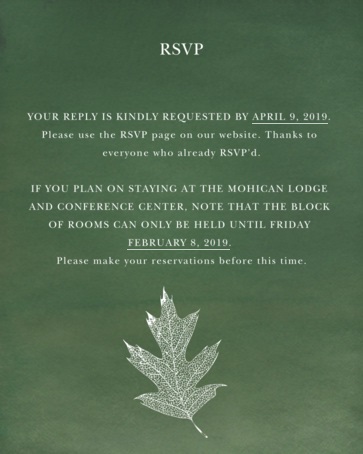 RSVP
YOUR REPLY IS KINDLY REQUESTED BY APRIL 9, 2019.
Please use the RSVP page on our website. Thanks to
everyone who already RSVP'd.
IF YOU PLAN ON STAYING AT THE MOHICAN LODGE
AND CONFERENCE CENTER, NOTE THAT THE BLOCK
OF ROOMS CAN ONLY BE HELD UNTIL FRIDAY
FEBRUARY 8, 2019.
Please make your reservations before this time.